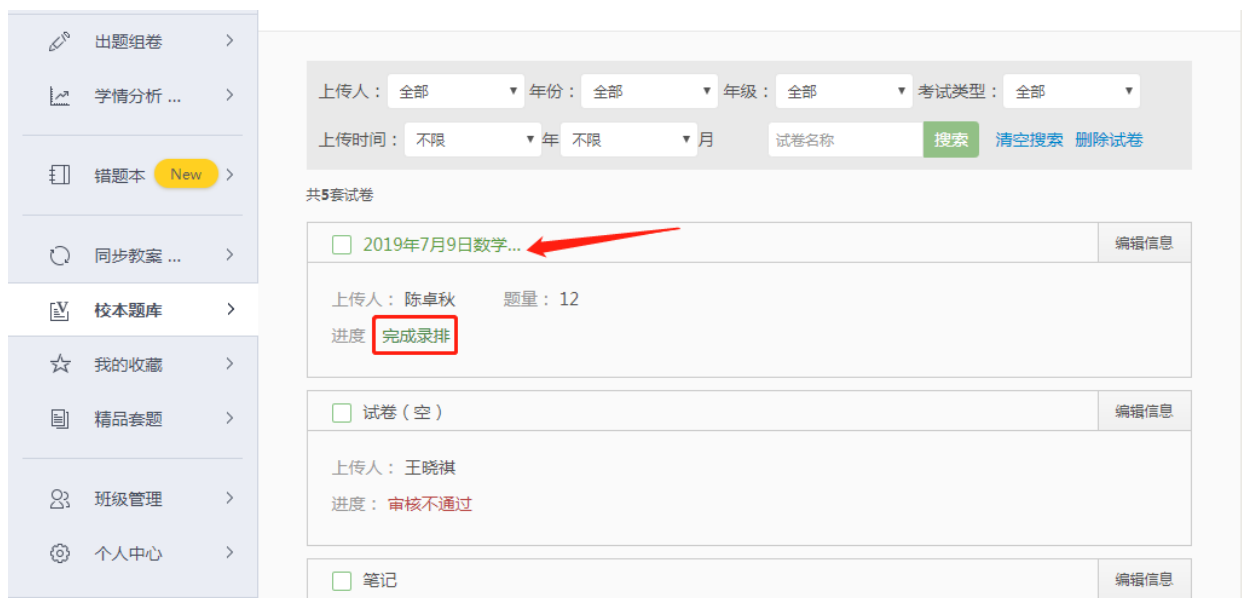 出题组卷
学情分析 ...
错题本 New
同步教案 ...
校本题库
我的收藏
精品套题
班级管理
个人中心
上传人： 全部 年份： 全部 年级： 全部 考试类型： 全部
上传时间： 不限 年 不限 月 试卷名称 搜索 清空搜索 删除试卷
共5套试卷
2019年7月9日数学... 编辑信息
上传人： 陈卓秋 题量： 12
进度 完成录排
试卷（空） 编辑信息
上传人： 王晓祺
进度： 审核不通过
笔记 编辑信息